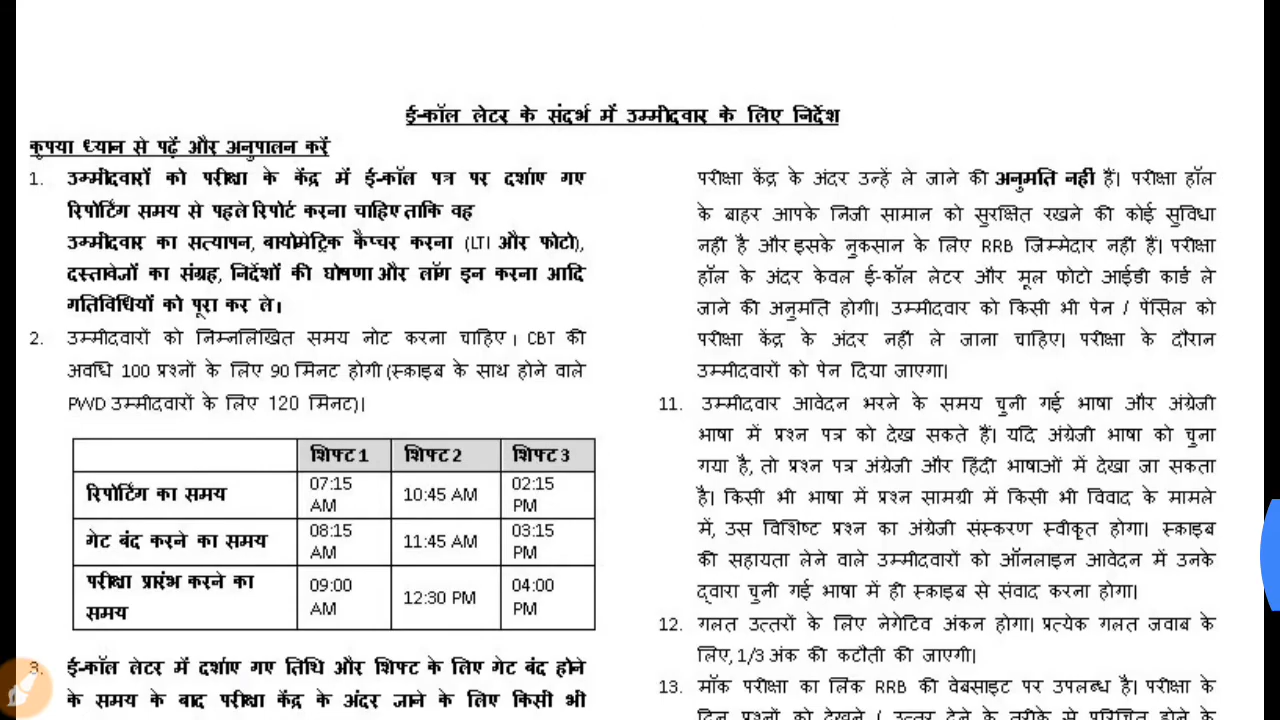 ई-कॉल लेटर के संदर्भ में उम्मीदवार के लिए निर्देश
कृपया ध्यान से पढ़ें और अनुपालन करें
1. उम्मीदवारों को परीक्षा के केंद्र में ई-कॉल पत्र पर दर्शाए गए
रिपोर्टिंग समय से पहले रिपोर्ट करना चाहिए ताकि वह
उम्मीदवार का सत्यापन, बायोमेट्रिक कैप्चर करना (LTI और फोटो),
दस्तावेजों का संग्रह, निर्देशों की घोषणा और लॉग इन करना आदि
गतिविधियों को पूरा कर ले।
2. उम्मीदवारों को निम्नलिखित समय नोट करना चाहिए। CBT की
अवधि 100 प्रश्नों के लिए 90 मिनट होगी (स्क्राइब के साथ होने वाले
PWD उम्मीदवारों के लिए 120 मिनट)।
शिफ्ट 1 शिफ्ट 2 शिफ्ट 3
रिपोर्टिंग का समय 07:15 AM 10:45 AM 02:15 PM
गेट बंद करने का समय 08:15 AM 11:45 AM 03:15 PM
परीक्षा प्रारंभ करने का समय 09:00 AM 12:30 PM 04:00 PM
3. ई-कॉल लेटर में दर्शाए गए तिथि और शिफ्ट के लिए गेट बंद होने
के समय के बाद परीक्षा केंद्र के अंदर जाने के लिए किसी भी
परीक्षा केंद्र के अंदर उन्हें ले जाने की अनुमति नहीं हैं। परीक्षा हॉल
के बाहर आपके निजी सामान को सुरक्षित रखने की कोई सुविधा
नही है और इसके नुकसान के लिए RRB जिम्मेदार नहीं हैं। परीक्षा
हॉल के अंदर केवल ई-कॉल लेटर और मूल फोटो आईडी कार्ड ले
जाने की अनुमति होगी। उम्मीदवार को किसी भी पेन / पेंसिल को
परीक्षा केंद्र के अंदर नहीं ले जाना चाहिए। परीक्षा के दौरान
उम्मीदवारों को पेन दिया जाएगा।
11. उम्मीदवार आवेदन भरने के समय चुनी गई भाषा और अंग्रेजी
भाषा में प्रश्न पत्र को देख सकते हैं। यदि अंग्रेजी भाषा को चुना
गया है, तो प्रश्न पत्र अंग्रेजी और हिंदी भाषाओं में देखा जा सकता
है। किसी भी भाषा में प्रश्न सामग्री में किसी भी विवाद के मामले
में, उस विशिष्ट प्रश्न का अंग्रेजी संस्करण स्वीकृत होगा। स्क्राइब
की सहायता लेने वाले उम्मीदवारों को ऑनलाइन आवेदन में उनके
द्वारा चुनी गई भाषा में ही स्क्राइब से संवाद करना होगा।
12. गलत उत्तरों के लिए नेगेटिव अंकन होगा। प्रत्येक गलत जवाब के
लिए, 1/3 अंक की कटौती की जाएगी।
13. मॉक परीक्षा का लिंक RRB की वेबसाइट पर उपलब्ध है। परीक्षा के
दिन प्रश्नों को देखने / उत्तर देने के तरीके से परिचित होने के